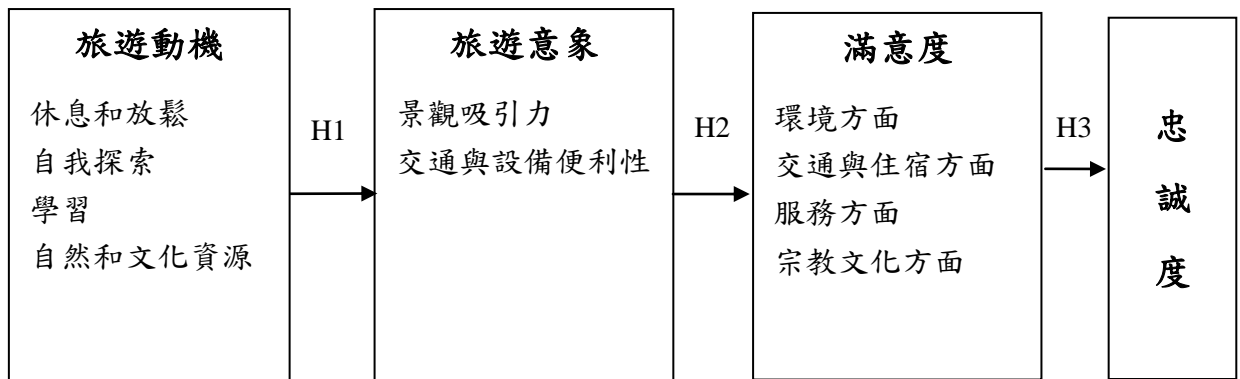 旅遊動機
休息和放鬆
自我探索
學習
自然和文化資源
H1
旅遊意象
景觀吸引力
交通與設備便利性
H2
滿意度
環境方面
交通與住宿方面
服務方面
宗教文化方面
H3
忠
誠
度